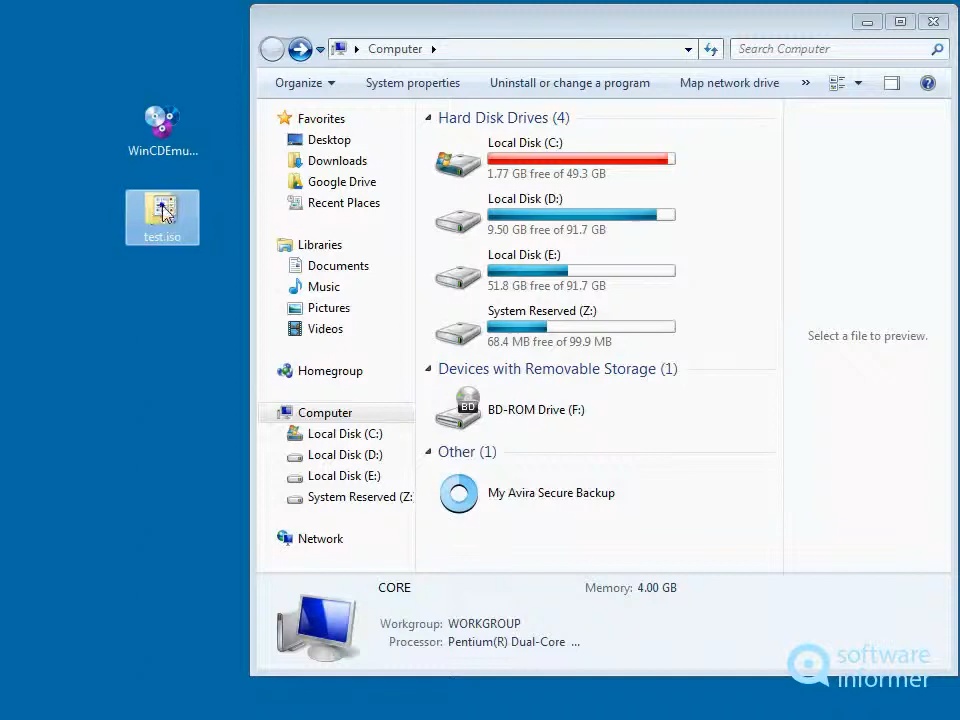 WinCDEmu...
test.iso
Computer
Search Computer
Organize
System properties
Uninstall or change a program
Map network drive
»
Favorites
Desktop
Downloads
Google Drive
Recent Places
Libraries
Documents
Music
Pictures
Videos
Homegroup
Computer
Local Disk (C:)
Local Disk (D:)
Local Disk (E:)
System Reserved (Z:
Network
Hard Disk Drives (4)
Local Disk (C:)
1.77 GB free of 49.3 GB
Local Disk (D:)
9.50 GB free of 91.7 GB
Local Disk (E:)
51.8 GB free of 91.7 GB
System Reserved (Z:)
68.4 MB free of 99.9 MB
Devices with Removable Storage (1)
BD
BD-ROM Drive (F:)
Other (1)
My Avira Secure Backup
Select a file to preview.
CORE
Memory: 4.00 GB
Workgroup: WORKGROUP
Processor: Pentium(R) Dual-Core ...
software
informer